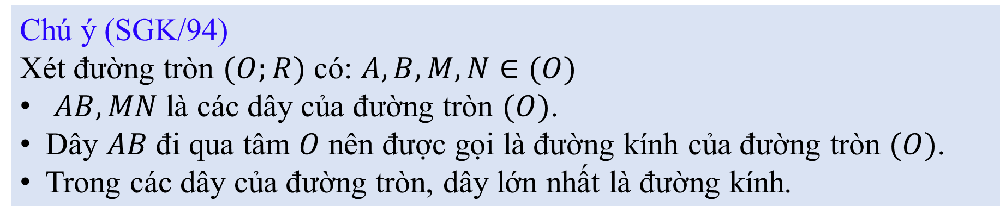 Chú ý (SGK/94)
Xét đường tròn (𝑂; 𝑅) có: 𝐴, 𝐵, 𝑀, 𝑁 ∈ (𝑂)
• 𝐴𝐵, 𝑀𝑁 là các dây của đường tròn (𝑂).
• Dây 𝐴𝐵 đi qua tâm 𝑂 nên được gọi là đường kính của đường tròn (𝑂).
• Trong các dây của đường tròn, dây lớn nhất là đường kính.